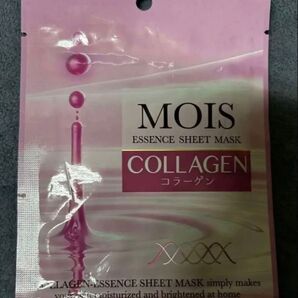 MOIS
ESSENCE SHEET MASK
COLLAGEN
コラーゲン
COLLAGEN ESSENCE SHEET MASK simply makes
moisturized and brightened at home